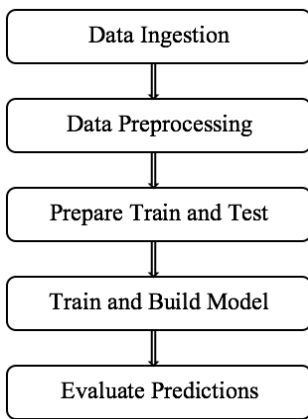 Data Ingestion
Data Preprocessing
Prepare Train and Test
Train and Build Model
Evaluate Predictions